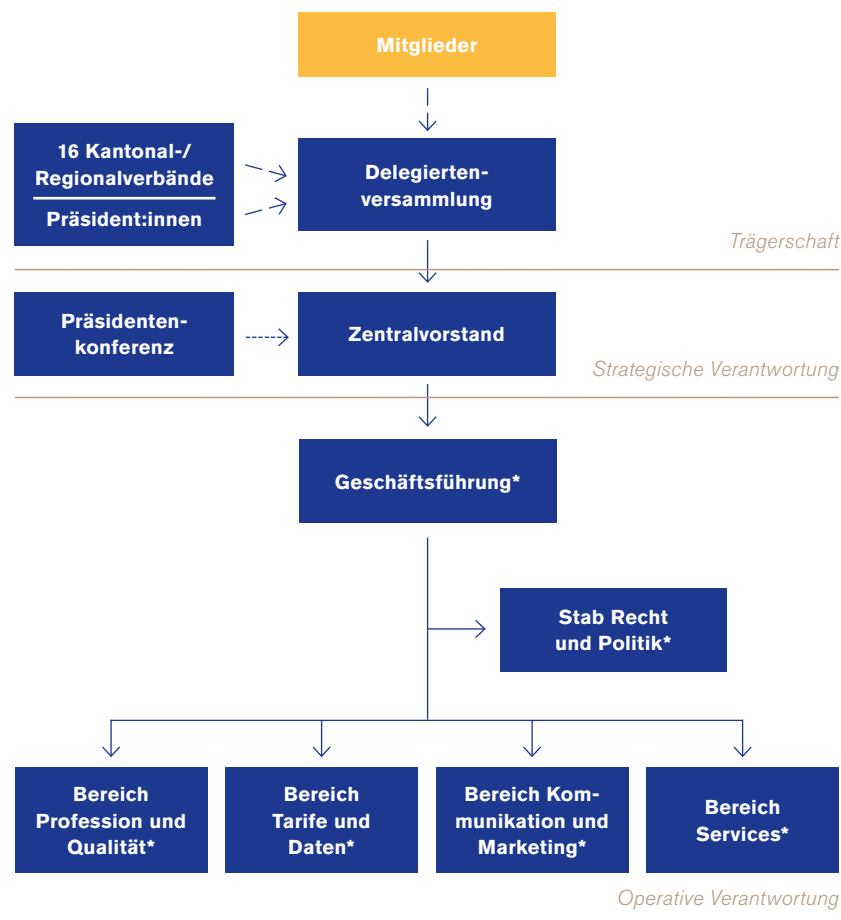 Mitglieder
16 Kantonal-/
Regionalverbände
Präsident:innen
Delegierten-
versammlung
Trägerschaft
Präsidenten-
konferenz
Zentralvorstand
Strategische Verantwortung
Geschäftsführung*
Stab Recht
und Politik*
Bereich
Profession und
Qualität*
Bereich
Tarife und
Daten*
Bereich Kom-
munikation und
Marketing*
Bereich
Services*
Operative Verantwortung